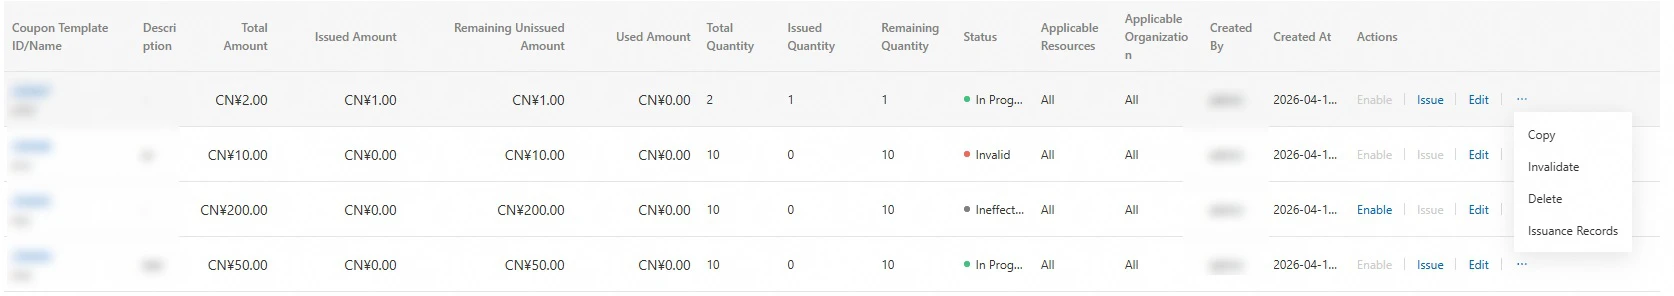 Coupon Template ID/Name Descri ption Total Amount Issued Amount Remaining Unissued Amount Used Amount Total Quantity Issued Quantity Remaining Quantity Status Applicable Resources Applicable Organizatio n Created By Created At Actions
CN¥2.00 CN¥1.00 CN¥1.00 CN¥0.00 2 1 1 In Prog... All All 2026-04-1... Enable Issue Edit ...
CN¥10.00 CN¥0.00 CN¥10.00 CN¥0.00 10 0 10 Invalid All All 2026-04-1... Enable Issue Edit
CN¥200.00 CN¥0.00 CN¥200.00 CN¥0.00 10 0 10 Ineffect... All All 2026-04-1... Enable Issue Edit
CN¥50.00 CN¥0.00 CN¥50.00 CN¥0.00 10 0 10 In Prog... All All 2026-04-1... Enable Issue Edit ...
Copy
Invalidate
Delete
Issuance Records